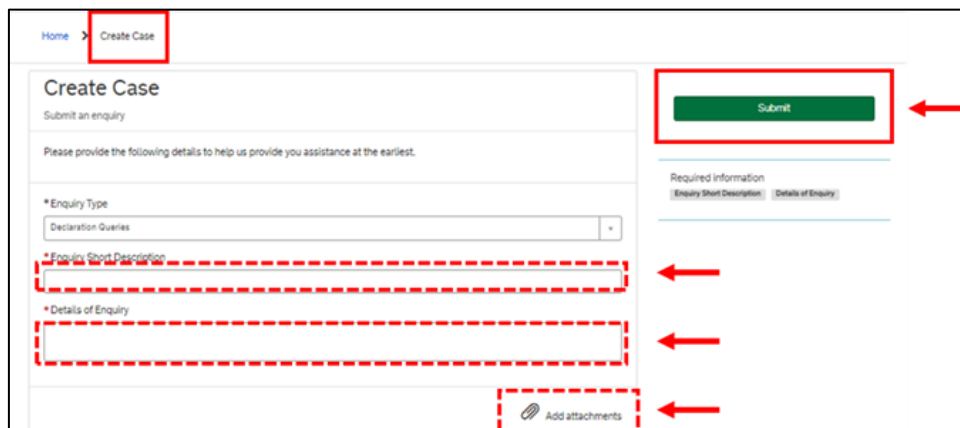 Home > Create Case
Create Case
Submit an enquiry
Please provide the following details to help us provide you assistance at the earliest.
*Enquiry Type
Declaration Queries
*Enquiry Short Description
*Details of Enquiry
Add attachments
Submit
Required information
Enquiry Short Description Details of Enquiry